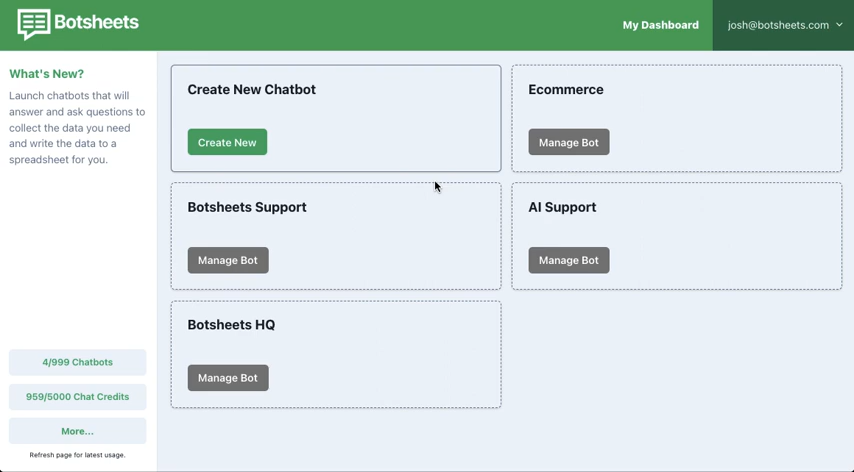 Botsheets
My Dashboard
josh@botsheets.com
What's New?
Launch chatbots that will
answer and ask questions to
collect the data you need
and write the data to a
spreadsheet for you.
4/999 Chatbots
959/5000 Chat Credits
More...
Refresh page for latest usage.
Create New Chatbot
Create New
Ecommerce
Manage Bot
Botsheets Support
Manage Bot
AI Support
Manage Bot
Botsheets HQ
Manage Bot